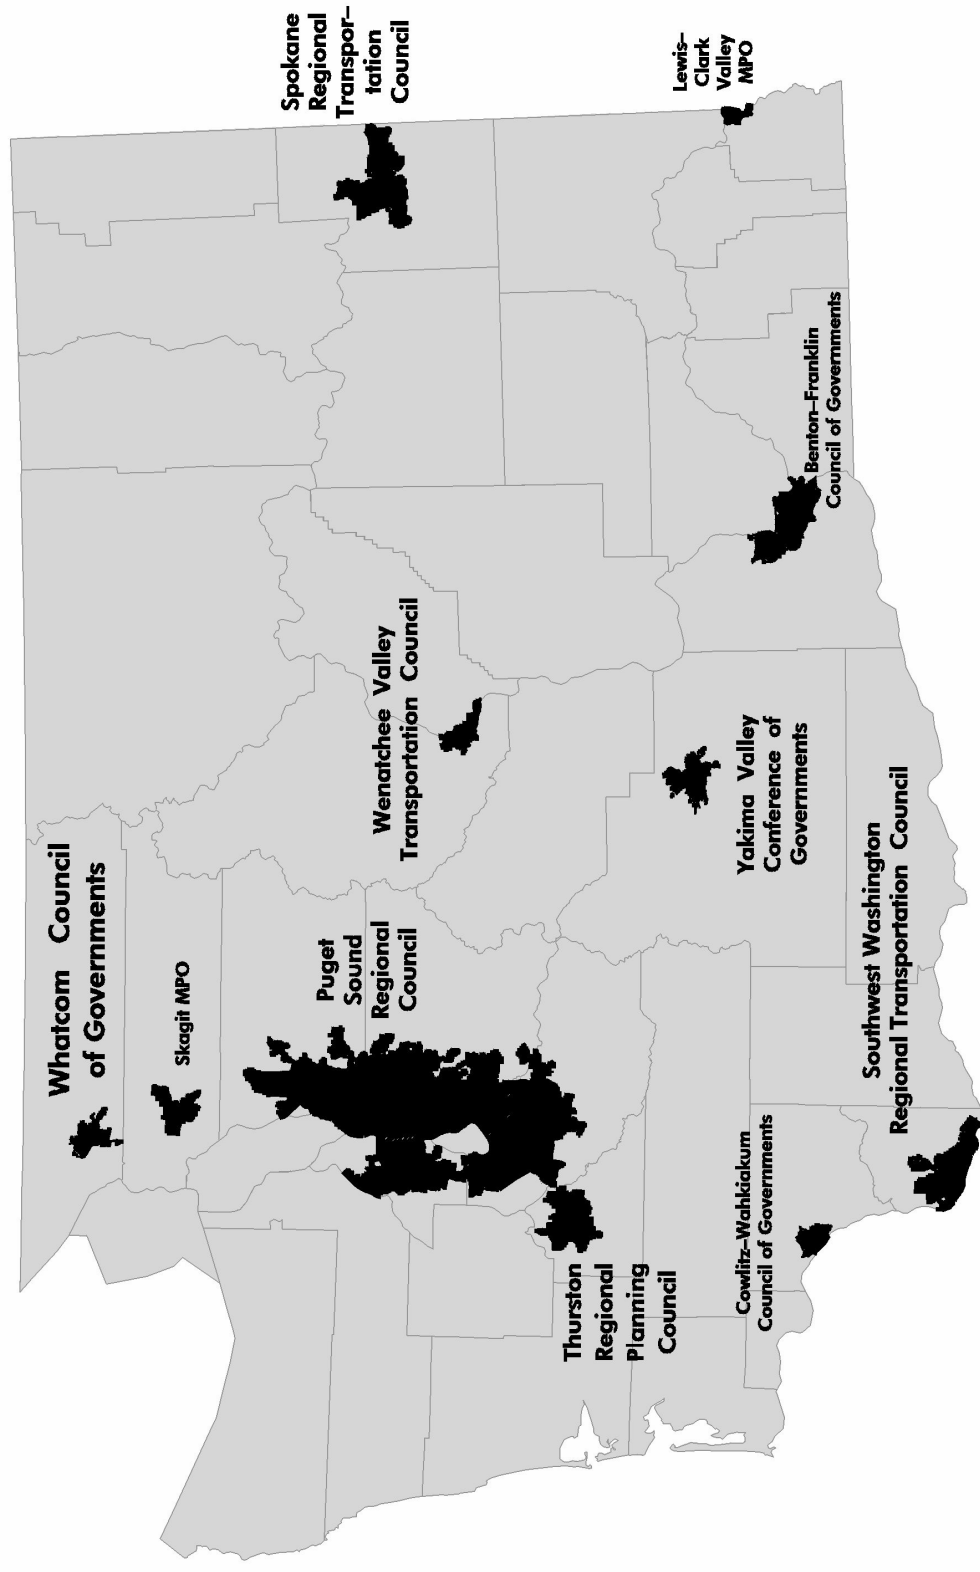 Whatcom Council
of Governments
Skagit MPO
Puget
Sound
Regional
Council
Wenatchee Valley
Transportation Council
Spokane
Regional
Transpor–
tation
Council
Thurston
Regional
Planning
Council
Yakima Valley
Conference of
Governments
Lewis–
Clark
Valley
MPO
Benton–Franklin
Council of Governments
Cowlitz–Wahkiakum
Council of Governments
Southwest Washington
Regional Transportation Council